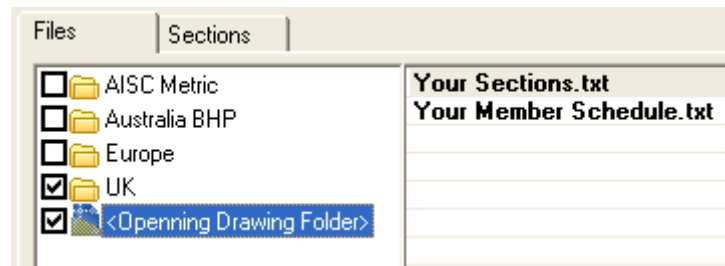 Files Sections
AISC Metric
Australia BHP
Europe
UK
<Openning Drawing Folder>
Your Sections.txt
Your Member Schedule.txt